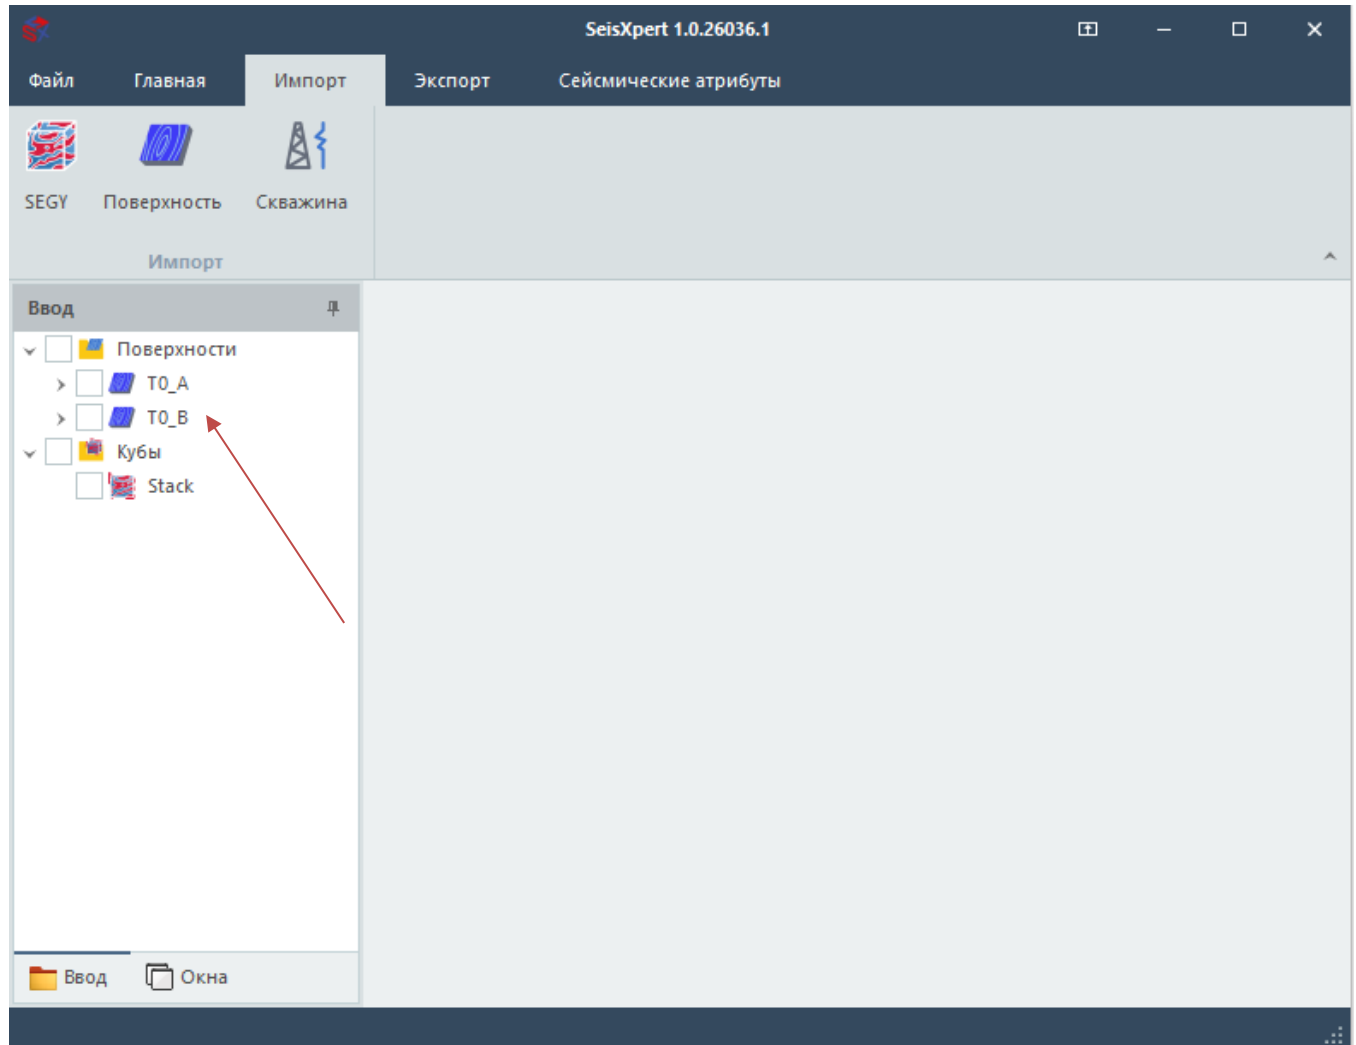 SeisXpert 1.0.26036.1
Файл Главная Импорт Экспорт Сейсмические атрибуты
SEGY Поверхность Скважина
Импорт
Ввод
Поверхности
T0_A
T0_B
Кубы
Stack
Ввод Окна